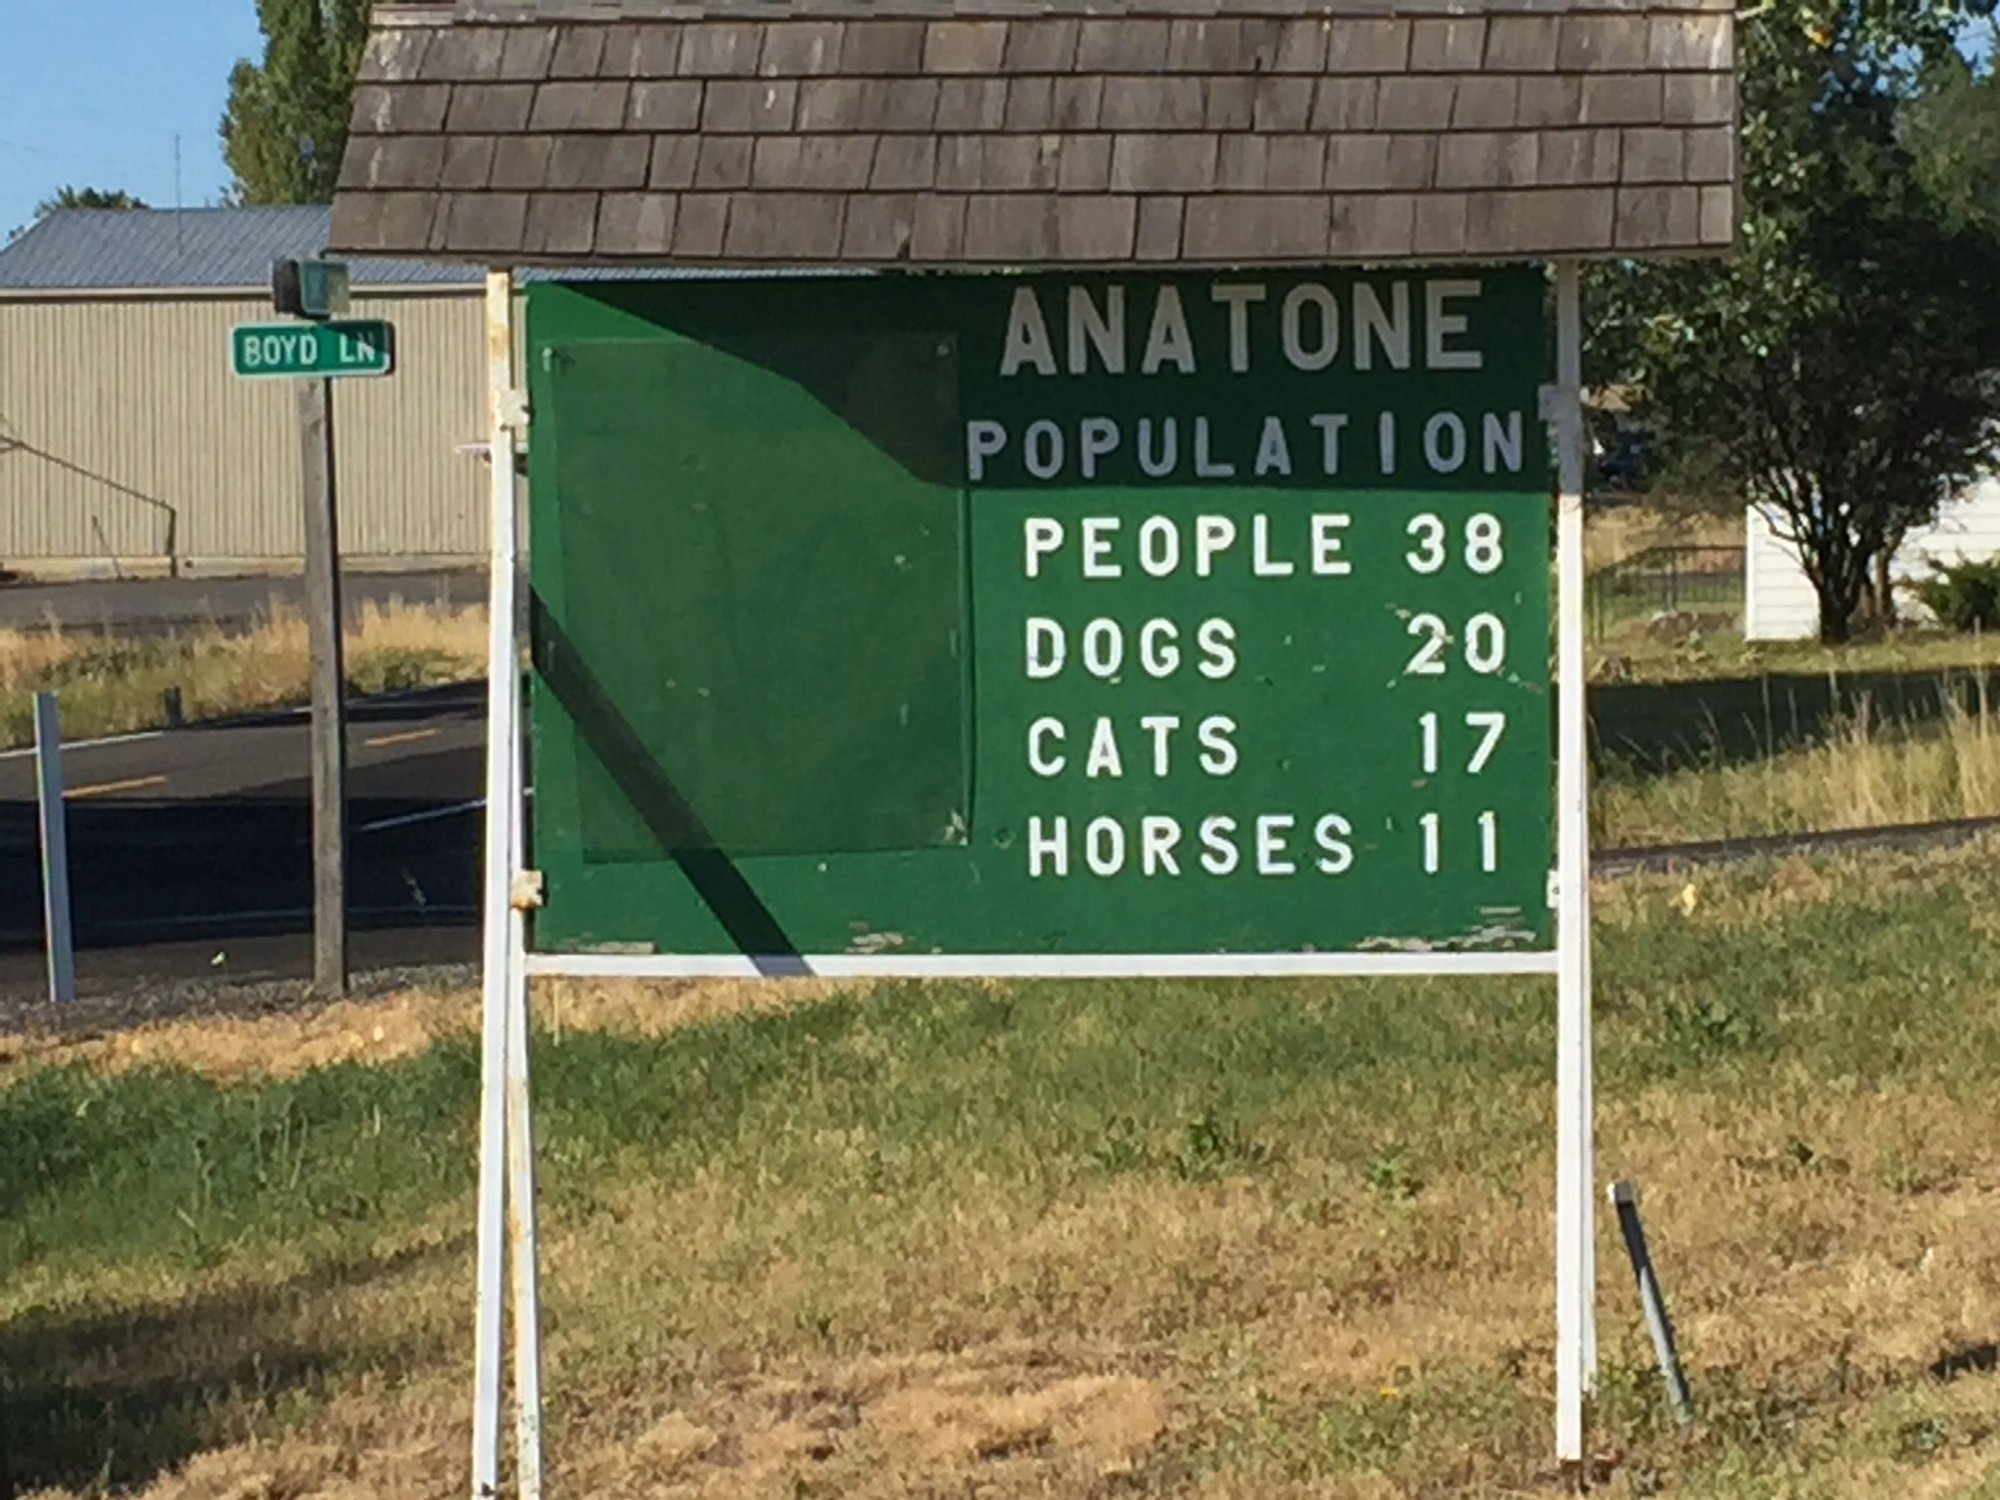 BOYD LN
ANATONE
POPULATION
PEOPLE 38
DOGS 20
CATS 17
HORSES 11